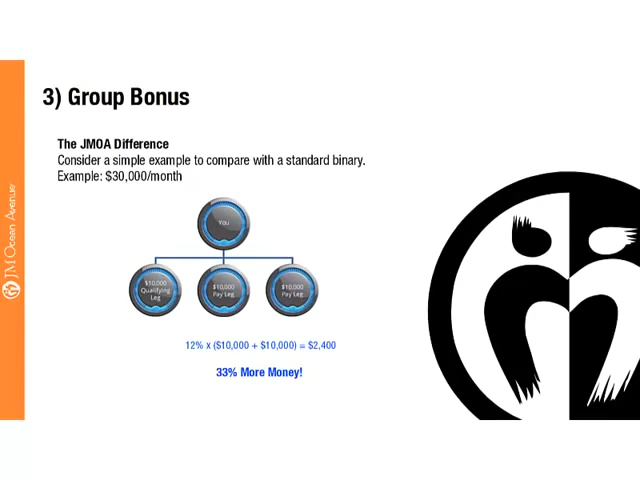 3) Group Bonus
The JMOA Difference
Consider a simple example to compare with a standard binary.
Example: $30,000/month
You
$10,000
Qualifying
Leg
$10,000
Pay Leg
$10,000
Pay Leg
12% x ($10,000 + $10,000) = $2,400
33% More Money!
JM Ocean Avenue